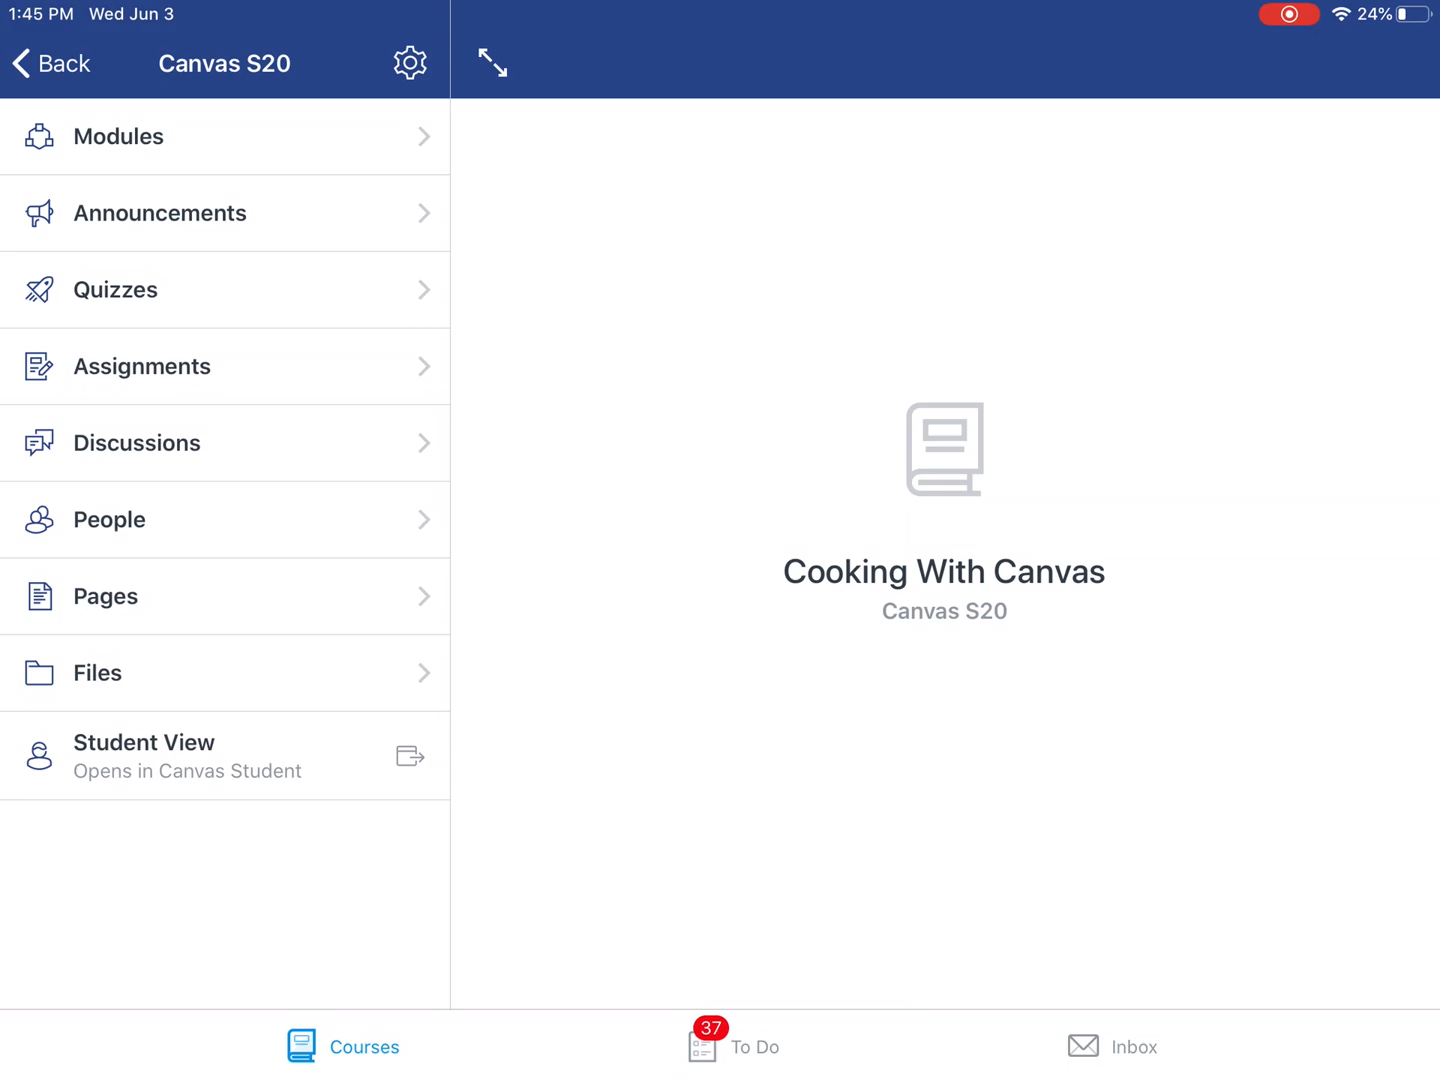 1:45 PM Wed Jun 3
24%
Back
Canvas S20
Modules
Announcements
Quizzes
Assignments
Discussions
People
Pages
Files
Student View
Opens in Canvas Student
Cooking With Canvas
Canvas S20
Courses
37
To Do
Inbox